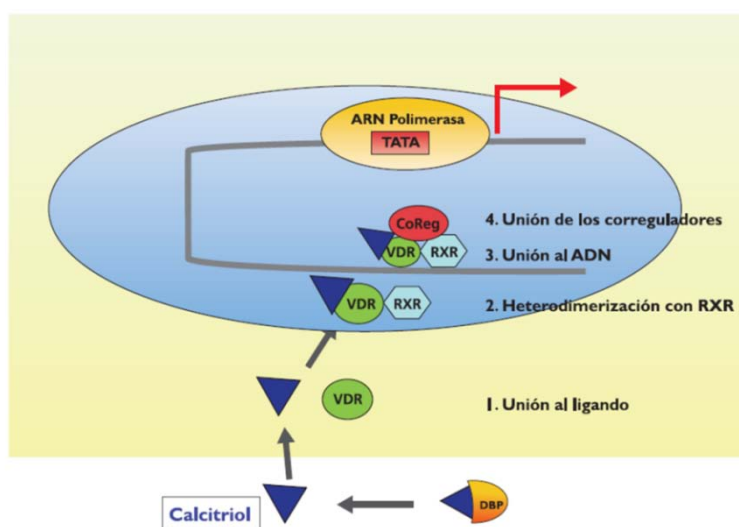 ARN Polimerasa
TATA
CoReg
4. Unión de los correguladores
VDR
RXR
3. Unión al ADN
VDR
RXR
2. Heterodimerización con RXR
VDR
1. Unión al ligando
Calcitriol
DBP